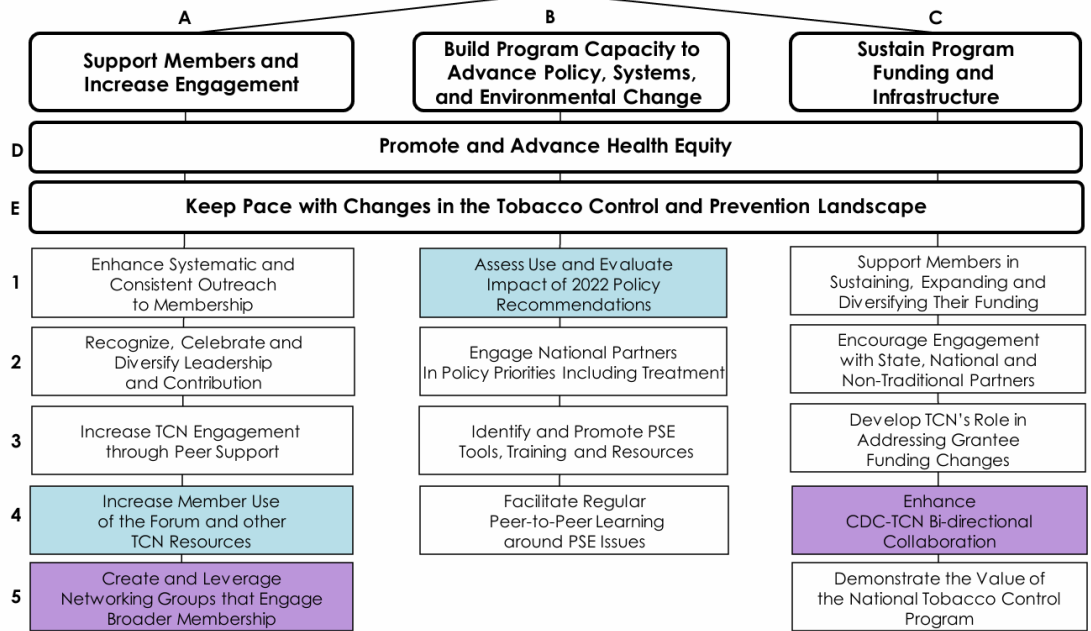 A
B
C
Support Members and
Increase Engagement
Build Program Capacity to
Advance Policy, Systems,
and Environmental Change
Sustain Program
Funding and
Infrastructure
D
Promote and Advance Health Equity
E
Keep Pace with Changes in the Tobacco Control and Prevention Landscape
1
Enhance Systematic and
Consistent Outreach
to Membership
Assess Use and Evaluate
Impact of 2022 Policy
Recommendations
Support Members in
Sustaining, Expanding and
Diversifying Their Funding
2
Recognize, Celebrate and
Diversify Leadership
and Contribution
Engage National Partners
In Policy Priorities Including Treatment
Encourage Engagement
with State, National and
Non-Traditional Partners
3
Increase TCN Engagement
through Peer Support
Identify and Promote PSE
Tools, Training and Resources
Develop TCN's Role in
Addressing Grantee
Funding Changes
4
Increase Member Use
of the Forum and other
TCN Resources
Facilitate Regular
Peer-to-Peer Learning
around PSE Issues
Enhance
CDC-TCN Bi-directional
Collaboration
5
Create and Leverage
Networking Groups that Engage
Broader Membership
Demonstrate the Value of
the National Tobacco Control
Program